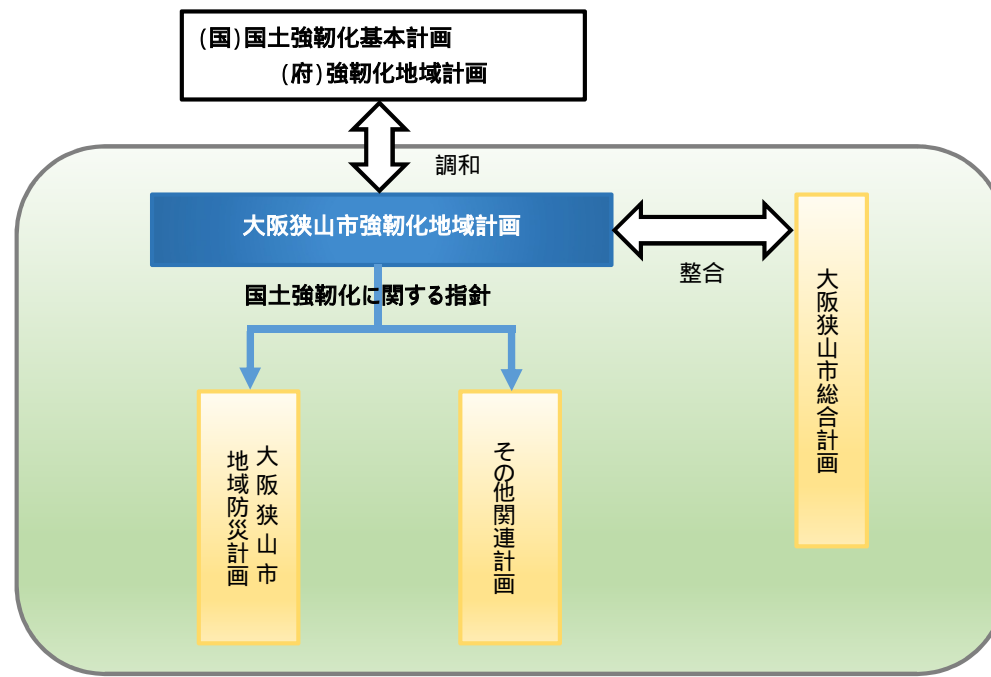 (国)国土強靭化基本計画
(府)強靭化地域計画
調和
大阪狭山市強靭化地域計画
整合
国土強靭化に関する指針
大阪狭山市総合計画
大阪狭山市
地域防災計画
その他関連計画